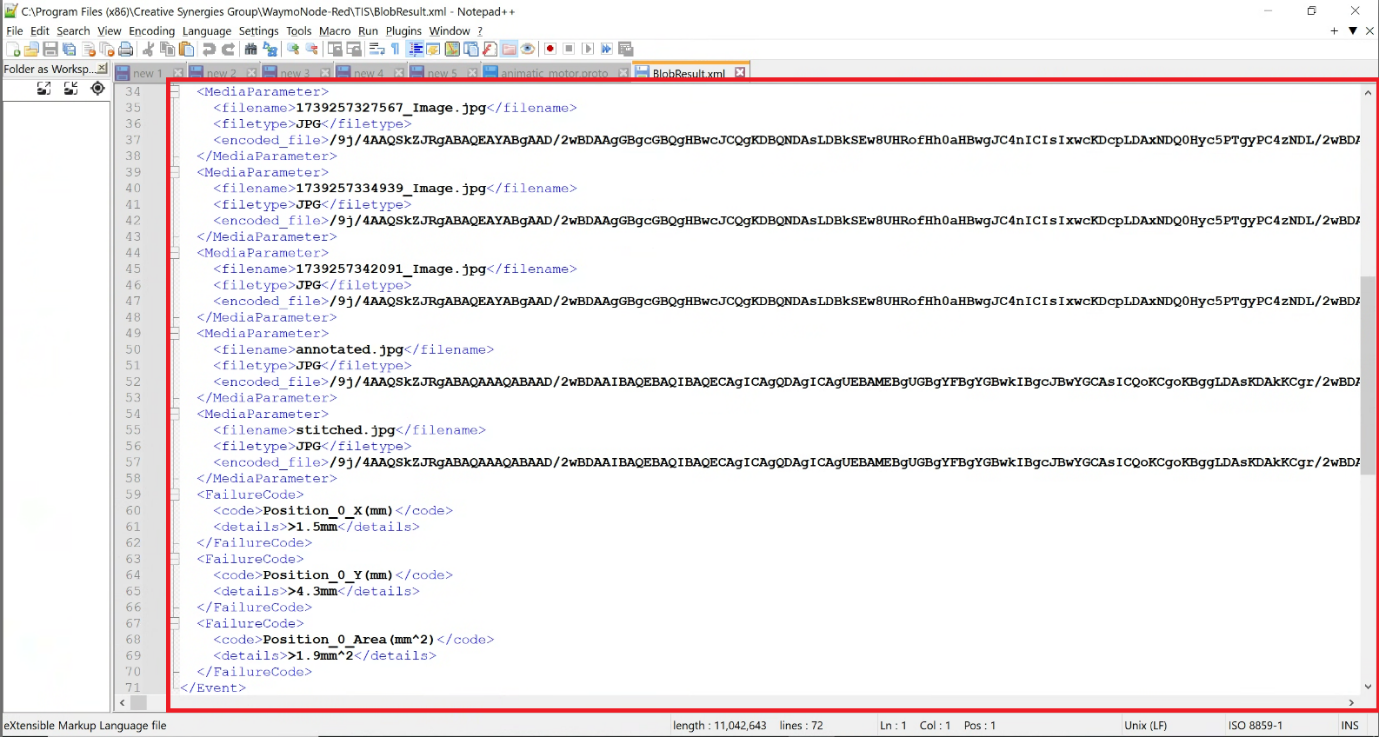 C:\Program Files (x86)\Creative Synergies Group\WaymoNode-Red\TIS\BlobResult.xml - Notepad++
File Edit Search View Encoding Language Settings Tools Macro Run Plugins Window ?
Folder as Worksp...
new 1 new 2 new 3 new 4 new 5 animatic_motor.proto BlobResult.xml
34 <MediaParameter>
35 <filename>1739257327567_Image.jpg</filename>
36 <filetype>JPG</filetype>
37 <encoded_file>/9j/4AAQSkZJRgABAQEAYABgAAD/2wBDAAgGBgcGBQgHBwcJCQgKDBQNDAsLDBkSEw8UHRofHh0aHBwgJC4nICIsIxwcKDcpLDAxNDQ0Hyc5PTgyPC4zNDL/2wBDA
38 </MediaParameter>
39 <MediaParameter>
40 <filename>1739257334939_Image.jpg</filename>
41 <filetype>JPG</filetype>
42 <encoded_file>/9j/4AAQSkZJRgABAQEAYABgAAD/2wBDAAgGBgcGBQgHBwcJCQgKDBQNDAsLDBkSEw8UHRofHh0aHBwgJC4nICIsIxwcKDcpLDAxNDQ0Hyc5PTgyPC4zNDL/2wBDA
43 </MediaParameter>
44 <MediaParameter>
45 <filename>1739257342091_Image.jpg</filename>
46 <filetype>JPG</filetype>
47 <encoded_file>/9j/4AAQSkZJRgABAQEAYABgAAD/2wBDAAgGBgcGBQgHBwcJCQgKDBQNDAsLDBkSEw8UHRofHh0aHBwgJC4nICIsIxwcKDcpLDAxNDQ0Hyc5PTgyPC4zNDL/2wBDA
48 </MediaParameter>
49 <MediaParameter>
50 <filename>annotated.jpg</filename>
51 <filetype>JPG</filetype>
52 <encoded_file>/9j/4AAQSkZJRgABAQAAAQABAAD/2wBDAAIBAQEBAQIBAQECAgICAgQDAgICAgUEBAMEBgUGBgYFBgYGBwkIBgcJBwYGCAsICQoKCgoKBggLDAsKDAkKCgr/2wBDA
53 </MediaParameter>
54 <MediaParameter>
55 <filename>stitched.jpg</filename>
56 <filetype>JPG</filetype>
57 <encoded_file>/9j/4AAQSkZJRgABAQAAAQABAAD/2wBDAAIBAQEBAQIBAQECAgICAgQDAgICAgUEBAMEBgUGBgYFBgYGBwkIBgcJBwYGCAsICQoKCgoKBggLDAsKDAkKCgr/2wBDA
58 </MediaParameter>
59 <FailureCode>
60 <code>Position_0_X(mm)</code>
61 <details>>1.5mm</details>
62 </FailureCode>
63 <FailureCode>
64 <code>Position_0_Y(mm)</code>
65 <details>>4.3mm</details>
66 </FailureCode>
67 <FailureCode>
68 <code>Position_0_Area(mm^2)</code>
69 <details>>1.9mm^2</details>
70 </FailureCode>
71 </Event>
eXtensible Markup Language file length : 11,042,643 lines : 72 Ln : 1 Col : 1 Pos : 1 Unix (LF) ISO 8859-1 INS